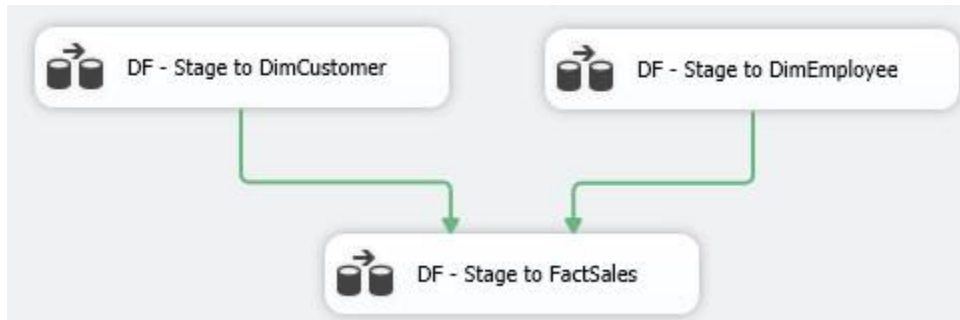 DF - Stage to DimCustomer
DF - Stage to DimEmployee
DF - Stage to FactSales